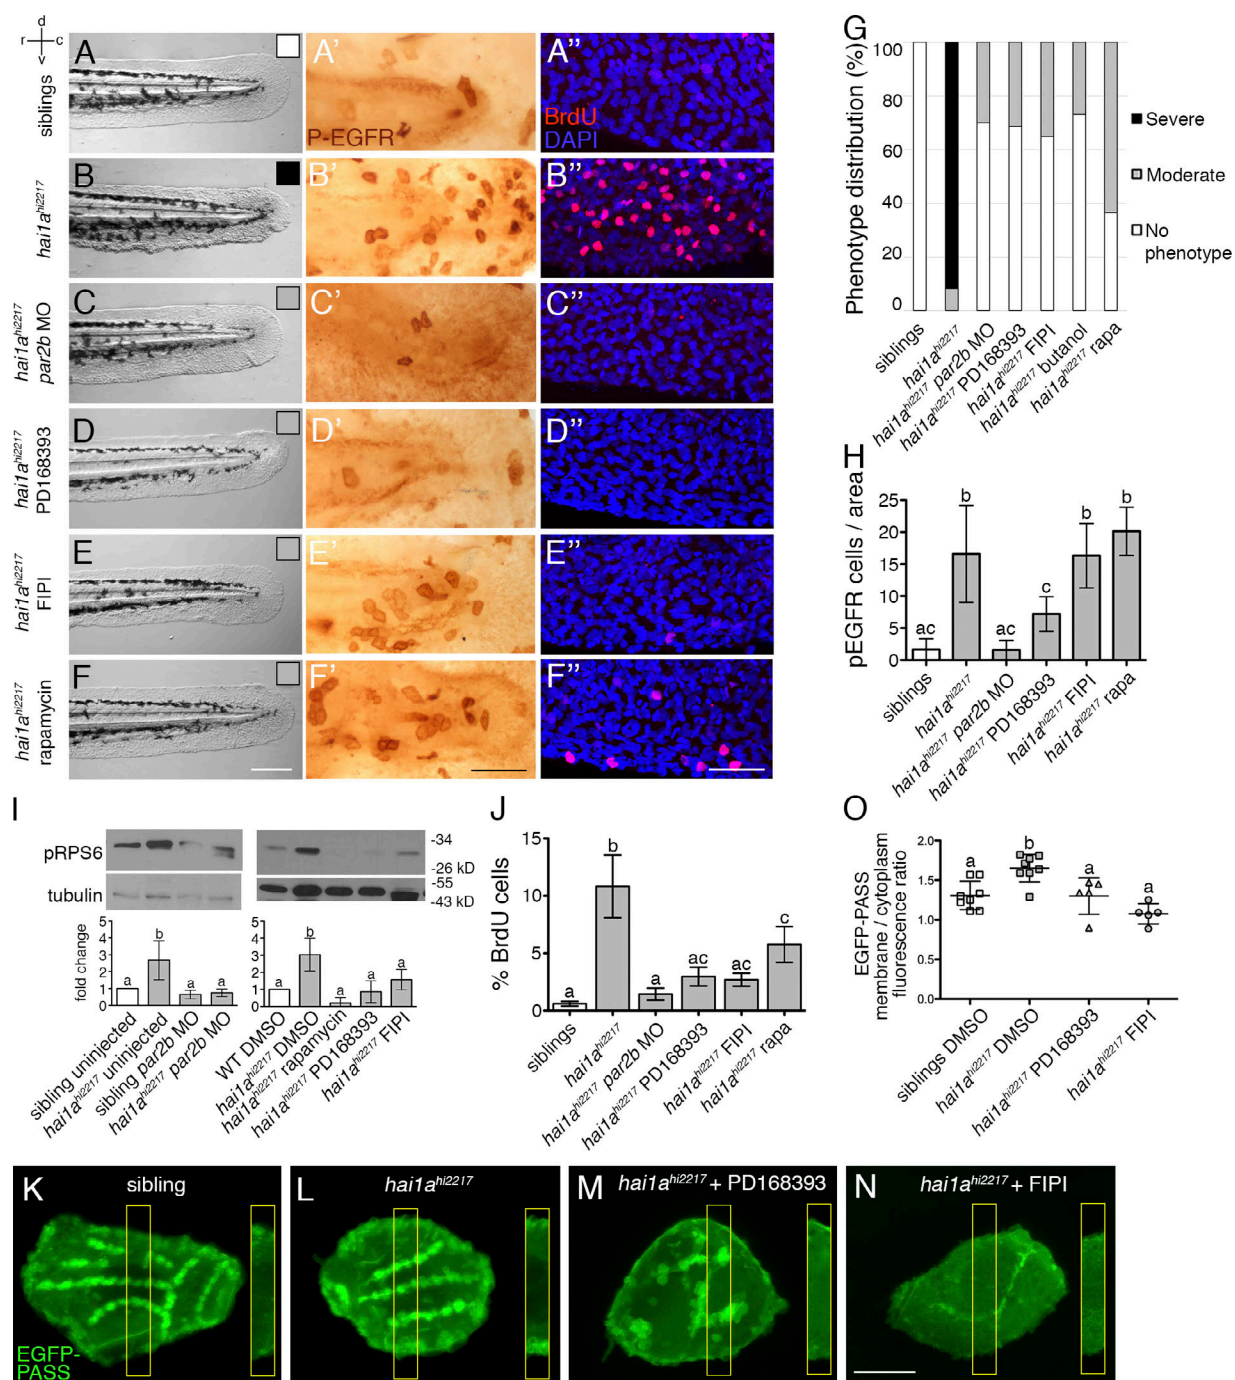 d
r c
v
siblings
A
A'
P-EGFR
A''
BrdU
DAPI
hai1a^hi2217
B
B'
B''
hai1a^hi2217
par2b MO
C
C'
C''
hai1a^hi2217
PD168393
D
D'
D''
hai1a^hi2217
FIPI
E
E'
E''
hai1a^hi2217
rapamycin
F
F'
F''
G
Phenotype distribution (%)
100
80
60
40
20
0
Severe
Moderate
No
phenotype
siblings
hai1a^hi2217
hai1a^hi2217 par2b MO
hai1a^hi2217 PD168393
hai1a^hi2217 FIPI
hai1a^hi2217 butanol
hai1a^hi2217 rapa
H
pEGFR cells / area
25
20
15
10
5
0
ac b ac c b b
siblings
hai1a^hi2217
hai1a^hi2217 par2b MO
hai1a^hi2217 PD168393
hai1a^hi2217 FIPI
hai1a^hi2217 rapa
I
pRPS6
tubulin
-34
-26 kD
-55
-43 kD
fold change
5
4
3
2
1
0
a b a a
sibling uninjected
hai1a^hi2217 uninjected
sibling par2b MO
hai1a^hi2217 par2b MO
5
4
3
2
1
0
a b a a a
WT DMSO
hai1a^hi2217 DMSO
hai1a^hi2217 rapamycin
hai1a^hi2217 PD168393
hai1a^hi2217 FIPI
J
% BrdU cells
15
10
5
0
a b a ac ac c
siblings
hai1a^hi2217
hai1a^hi2217 par2b MO
hai1a^hi2217 PD168393
hai1a^hi2217 FIPI
hai1a^hi2217 rapa
O
EGFP-PASS
membrane / cytoplasm
fluorescence ratio
2.0
1.5
1.0
0.0
a b a a
siblings DMSO
hai1a^hi2217 DMSO
hai1a^hi2217 PD168393
hai1a^hi2217 FIPI
K sibling
EGFP-
PASS
L hai1a^hi2217
M hai1a^hi2217 + PD168393
N hai1a^hi2217 + FIPI